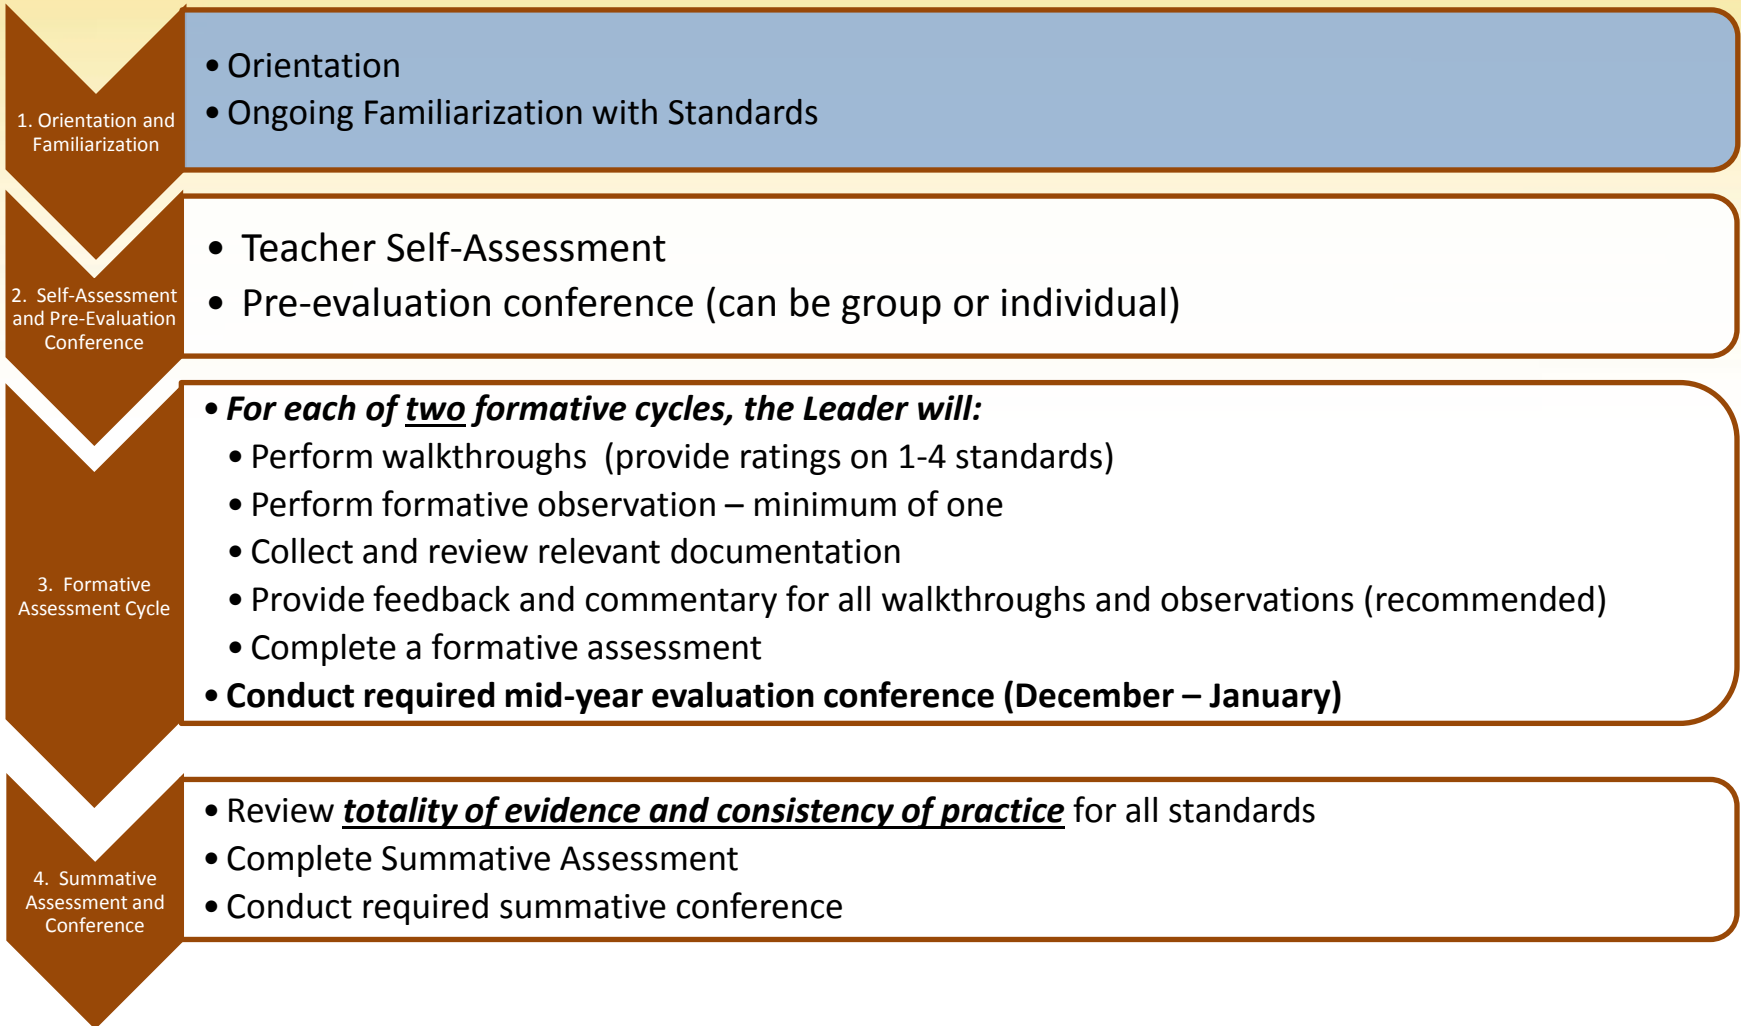 1. Orientation and
Familiarization
• Orientation
• Ongoing Familiarization with Standards
2. Self-Assessment
and Pre-Evaluation
Conference
• Teacher Self-Assessment
• Pre-evaluation conference (can be group or individual)
3. Formative
Assessment Cycle
• For each of two formative cycles, the Leader will:
• Perform walkthroughs (provide ratings on 1-4 standards)
• Perform formative observation – minimum of one
• Collect and review relevant documentation
• Provide feedback and commentary for all walkthroughs and observations (recommended)
• Complete a formative assessment
• Conduct required mid-year evaluation conference (December – January)
4. Summative
Assessment and
Conference
• Review totality of evidence and consistency of practice for all standards
• Complete Summative Assessment
• Conduct required summative conference